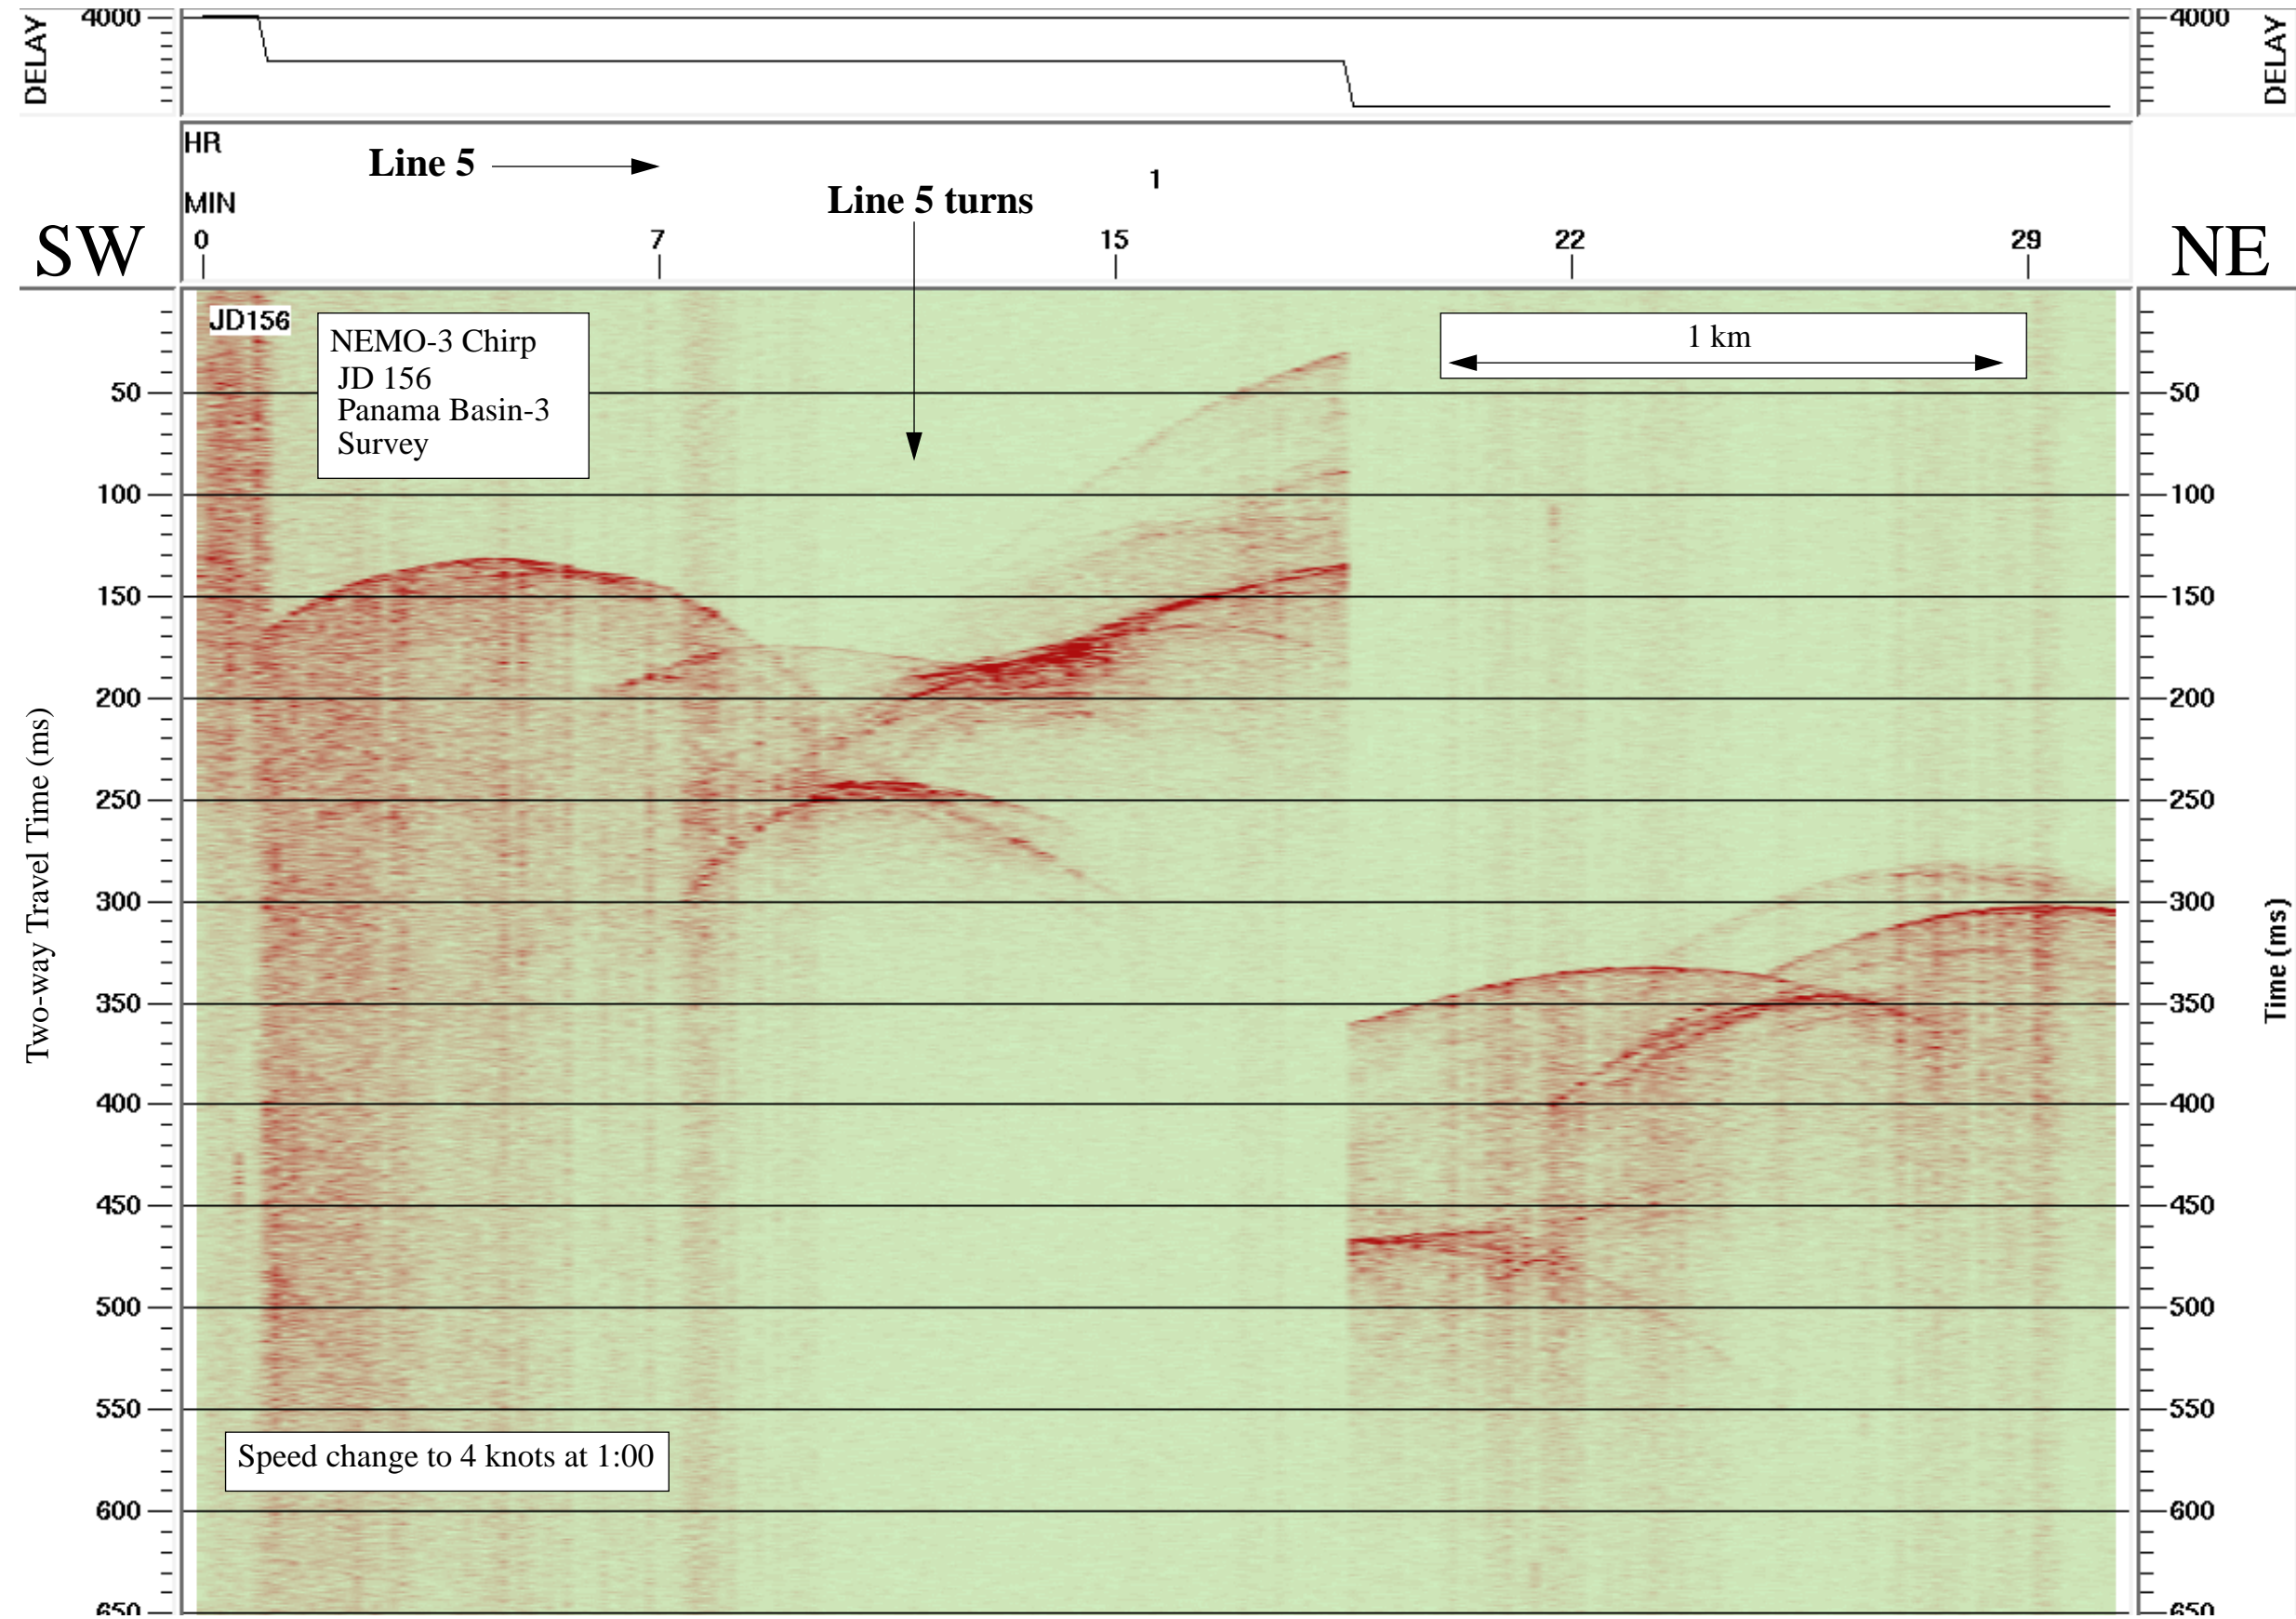 DELAY
4000
4000
DELAY
HR
Line 5
1
MIN
Line 5 turns
SW
0
7
15
22
29
NE
JD156
NEMO-3 Chirp
JD 156
Panama Basin-3
Survey
1 km
50
50
100
100
150
150
200
200
250
250
300
300
350
350
400
400
450
450
500
500
550
550
600
600
650
650
Two-way Travel Time (ms)
Time (ms)
Speed change to 4 knots at 1:00